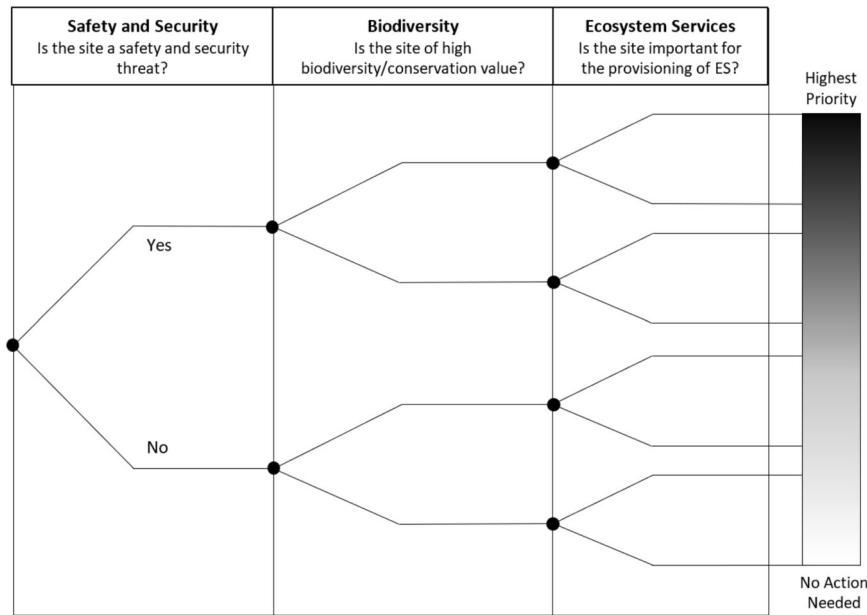 Safety and Security
Is the site a safety and security
threat?
Biodiversity
Is the site of high
biodiversity/conservation value?
Ecosystem Services
Is the site important for
the provisioning of ES?
Highest
Priority
Yes
No
No Action
Needed